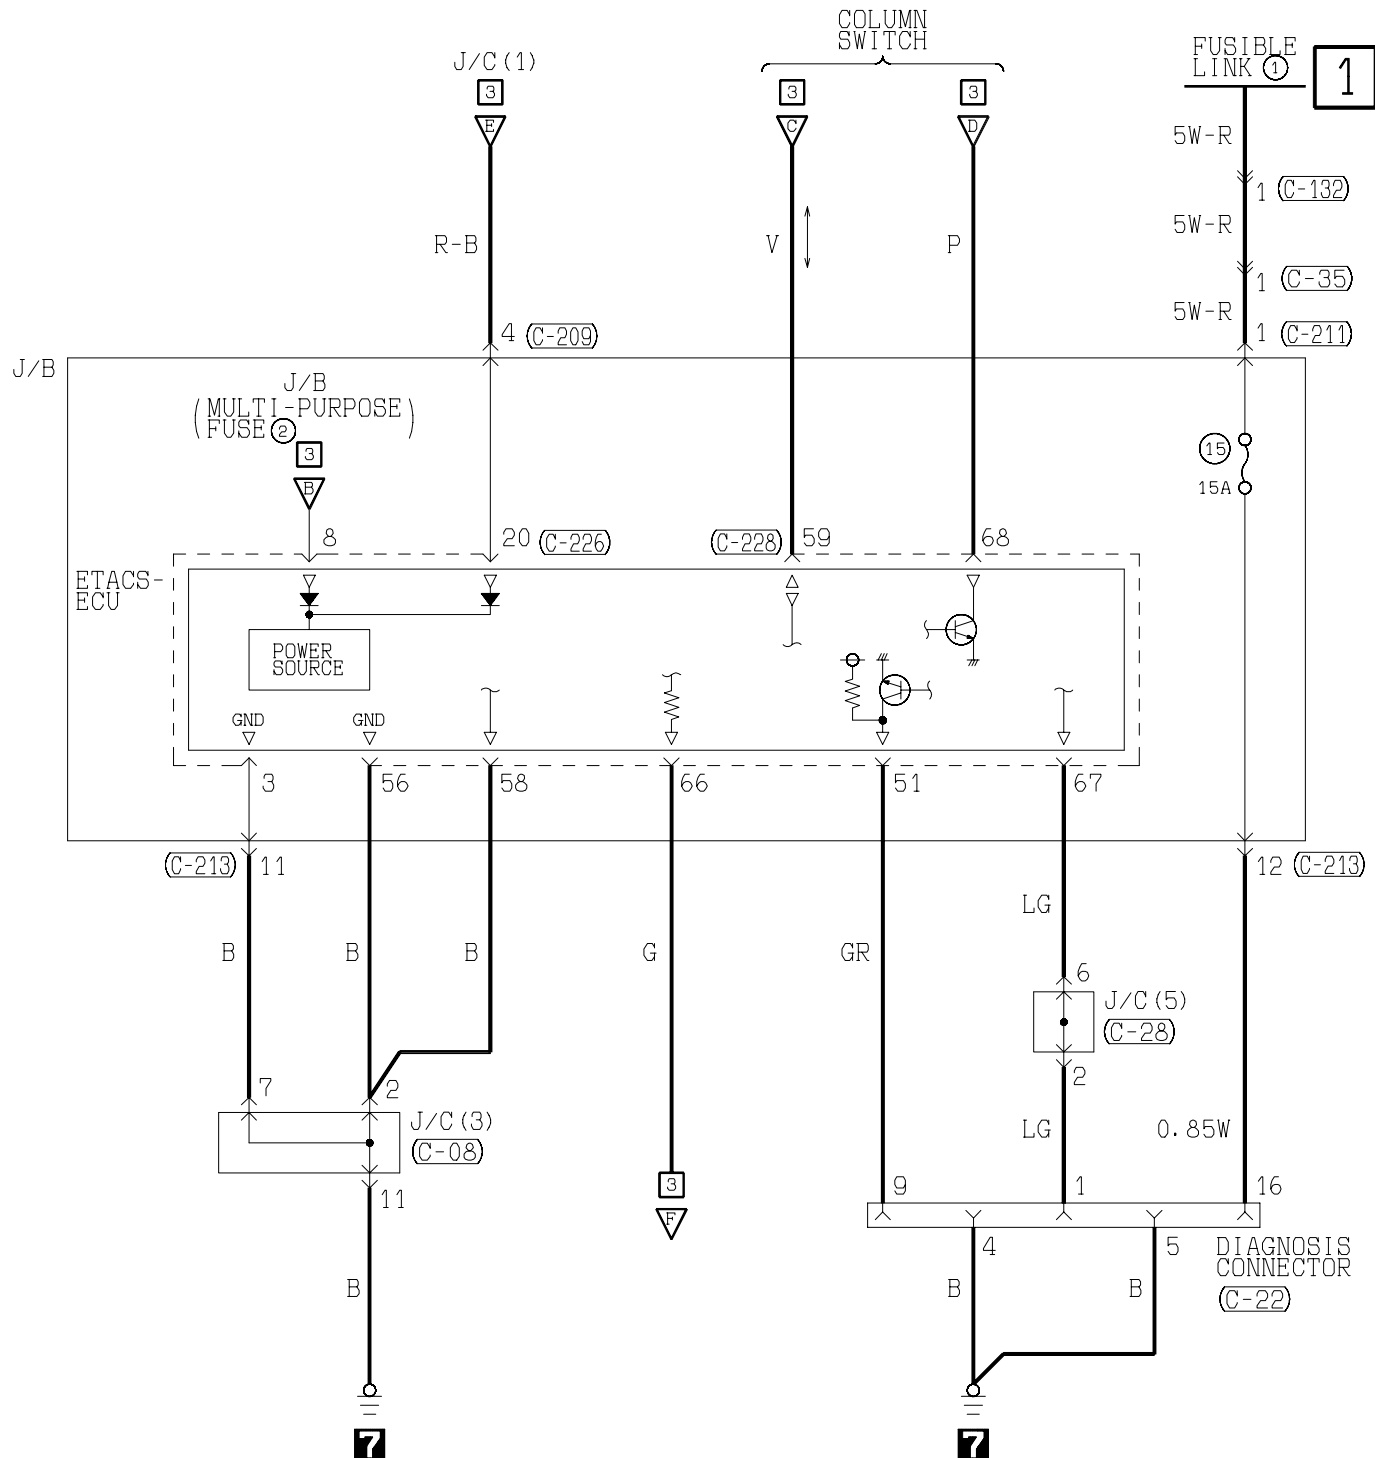 COLUMN
SWITCH
FUSIBLE
LINK 1
1
J/C(1)
3
3
3
E
C
D
5W-R
1 C-132
5W-R
R-B
V
P
1 C-35
5W-R
4 C-209
1 C-211
J/B
J/B
(MULTI-PURPOSE)
FUSE 2
3
15
15A
B
8
20 C-226
C-228 59
68
ETACS-
ECU
POWER
SOURCE
GND
GND
3
56
58
66
51
67
C-213 11
12 C-213
LG
B
B
B
G
GR
6
J/C(5)
C-28
2
7
2
J/C(3)
C-08
LG
0.85W
11
3
F
9
1
16
4
5
DIAGNOSIS
CONNECTOR
C-22
B
B
B
7
7